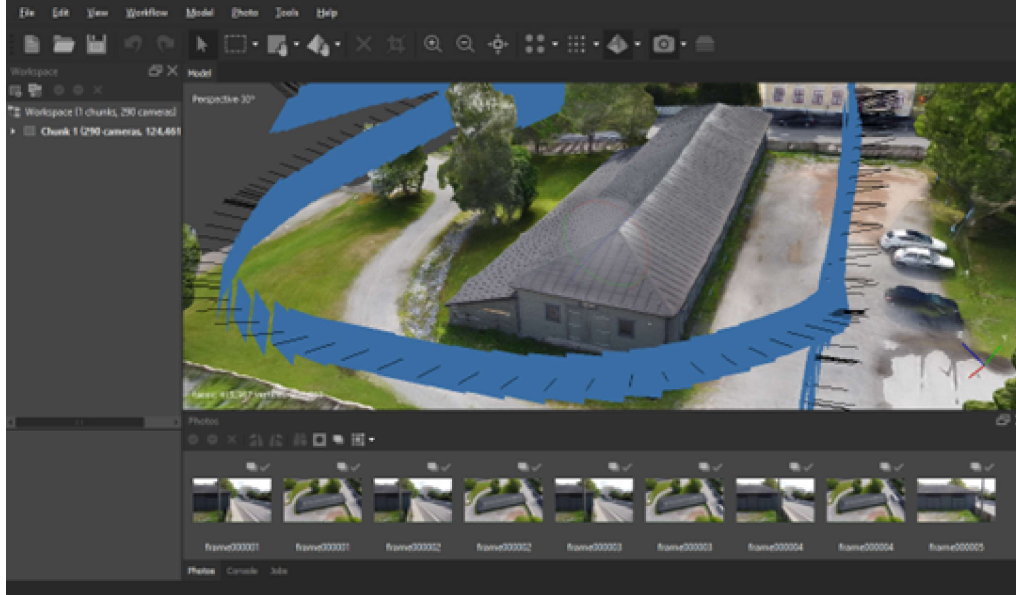 File Edit View Workflow Model Photo Tools Help
Workspace
Model
Workspace (1 chunks, 290 cameras)
Chunk 1 (290 cameras, 124,461
Perspective 30°
Photos
frame000001 frame000001 frame000002 frame000002 frame000003 frame000003 frame000004 frame000004 frame000005
Photos Console Jobs